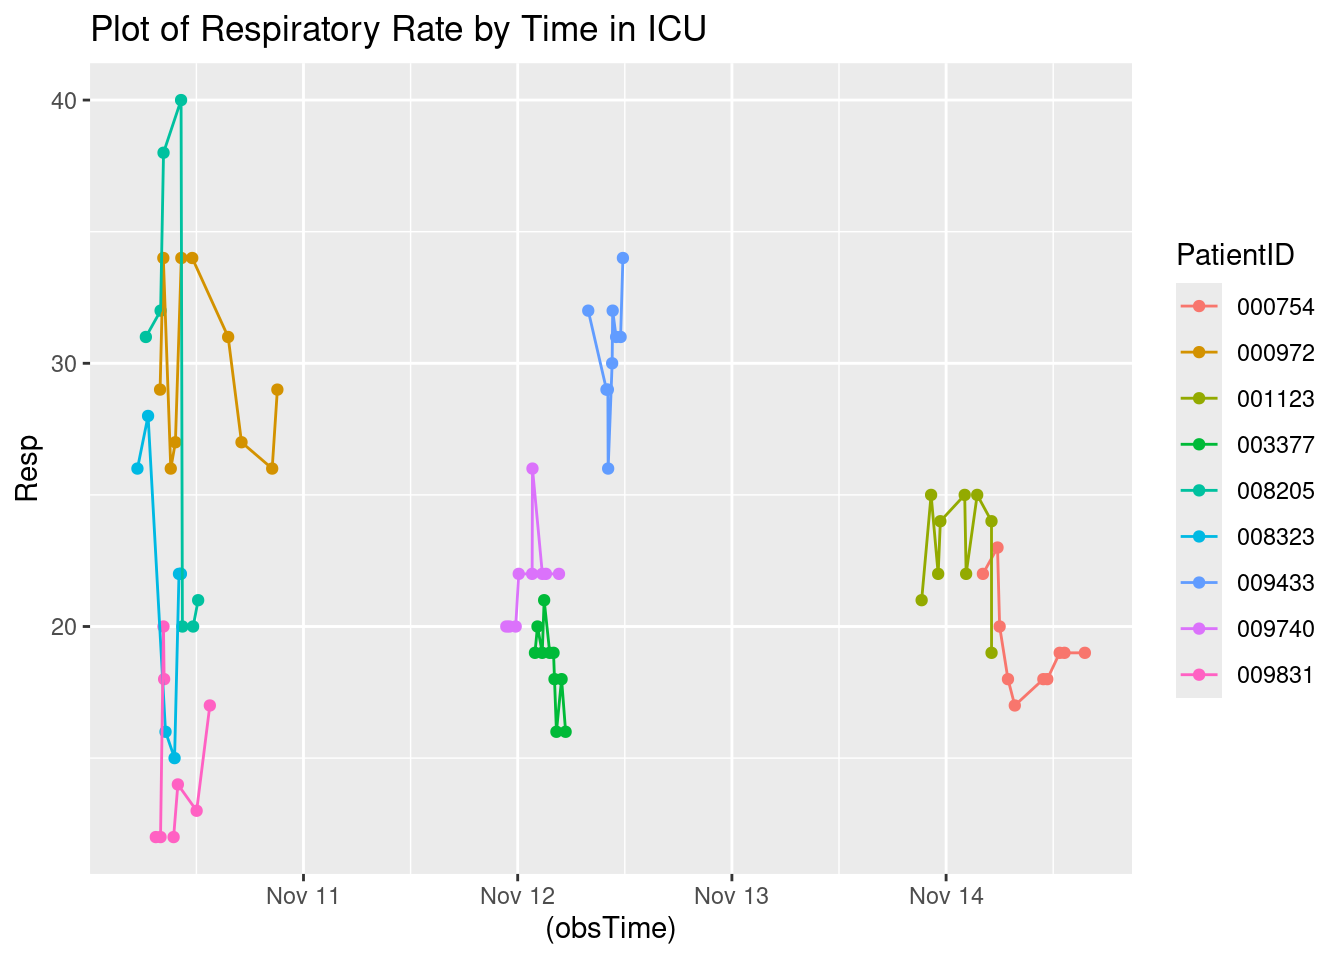 Plot of Respiratory Rate by Time in ICU
40
30
20
Resp
Nov 11
Nov 12
Nov 13
Nov 14
(obsTime)
PatientID
000754
000972
001123
003377
008205
008323
009433
009740
009831